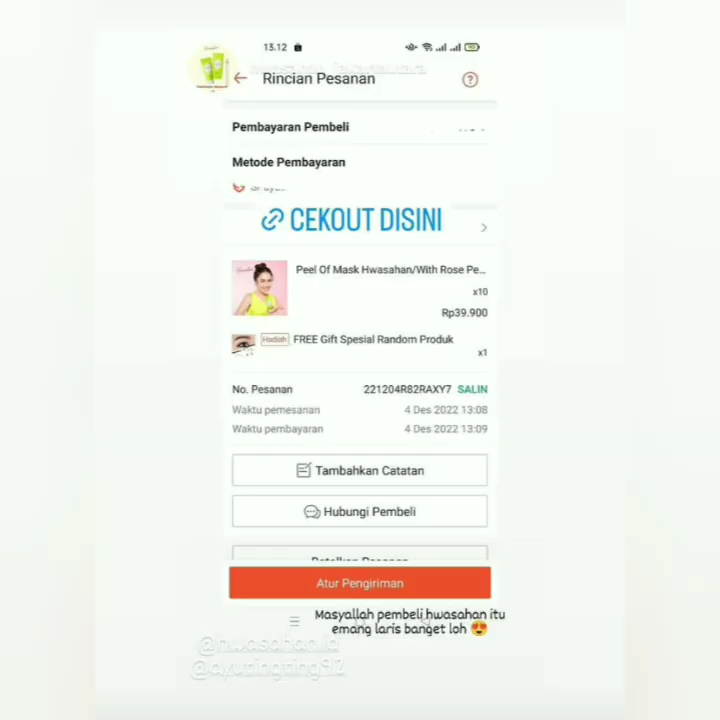 13.12
Rincian Pesanan
Pembayaran Pembeli
Metode Pembayaran
CEKOUT DISINI
Peel Of Mask Hwasahan/With Rose Pe...
x10
Rp39.900
Hadiah FREE Gift Spesial Random Produk
x1
No. Pesanan 221204R82RAXY7 SALIN
Waktu pemesanan 4 Des 2022 13:08
Waktu pembayaran 4 Des 2022 13:09
Tambahkan Catatan
Hubungi Pembeli
Atur Pengiriman
Masyallah pembeli hwasahan itu
emang laris banget loh 😍
@hwasahan.id
@ayutingting92